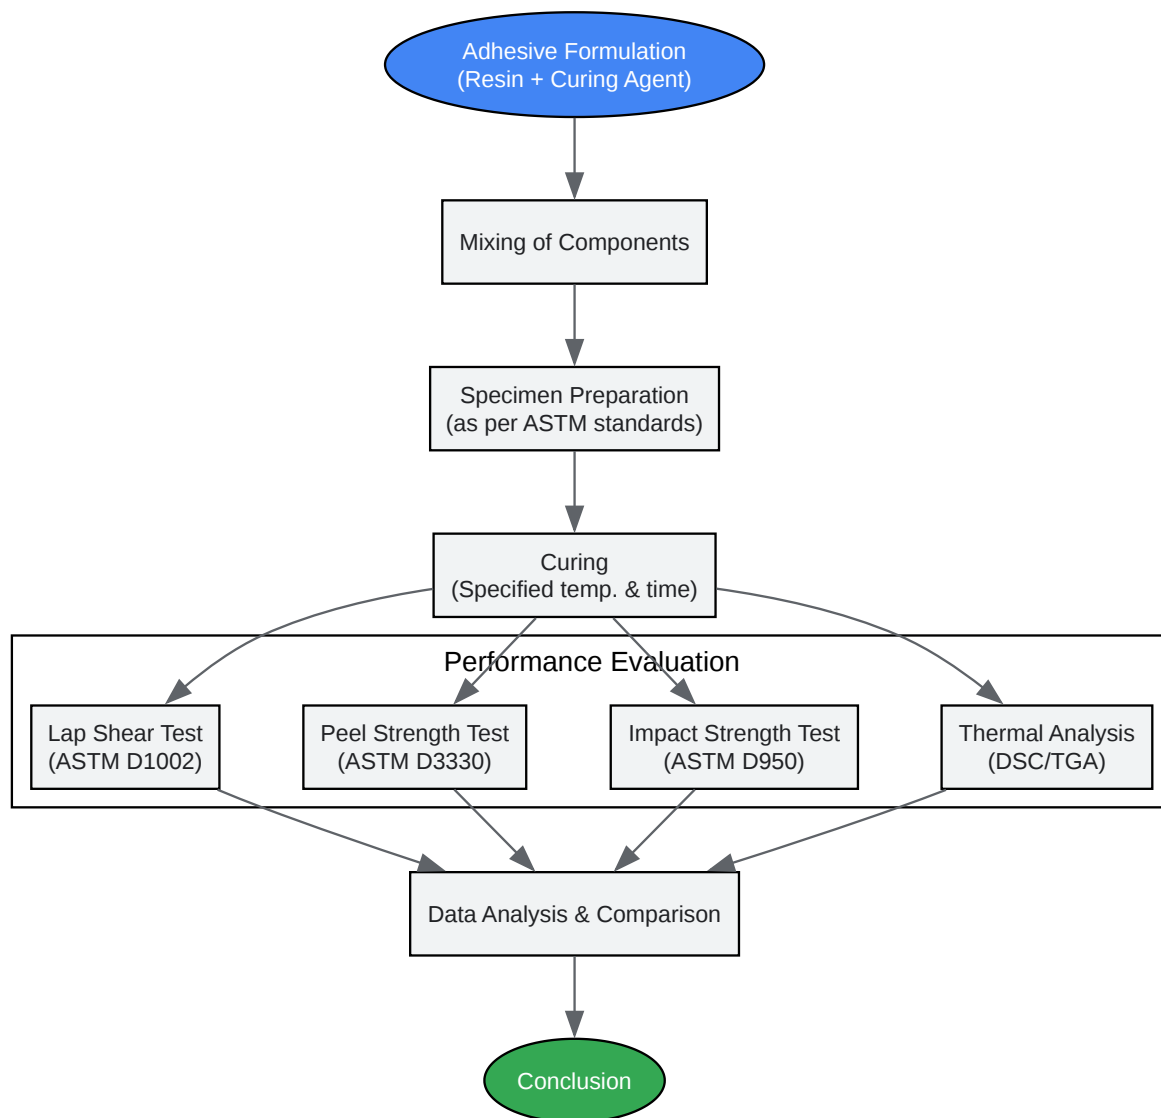 Adhesive Formulation
(Resin + Curing Agent)
Mixing of Components
Specimen Preparation
(as per ASTM standards)
Curing
(Specified temp. & time)
Performance Evaluation
Lap Shear Test
(ASTM D1002)
Peel Strength Test
(ASTM D3330)
Impact Strength Test
(ASTM D950)
Thermal Analysis
(DSC/TGA)
Data Analysis & Comparison
Conclusion